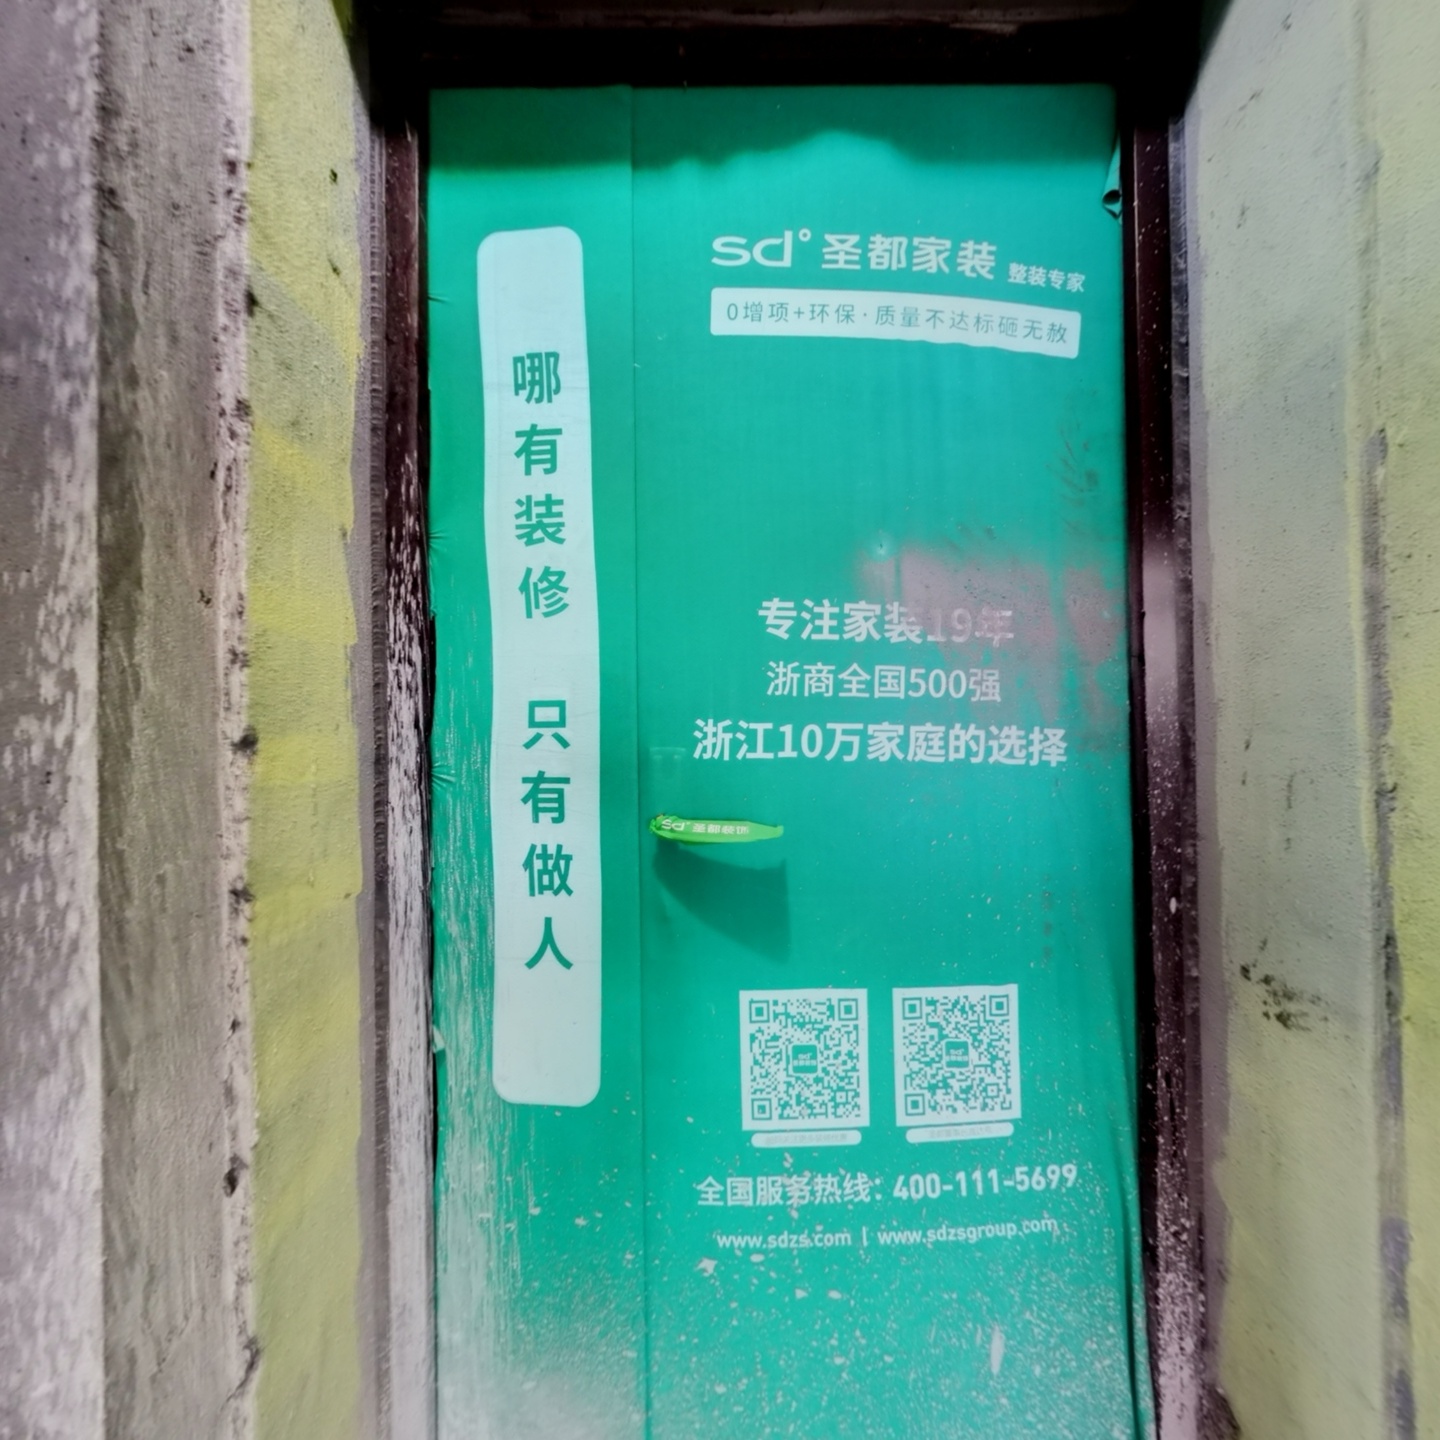 哪有装修 只有做人
sd° 圣都家装 整装专家
0增项+环保·质量不达标砸无赦
专注家装19年
浙商全国500强
浙江10万家庭的选择
sd° 圣都装饰
全国服务热线：400-111-5699
www.sdzs.com | www.sdzsgroup.com